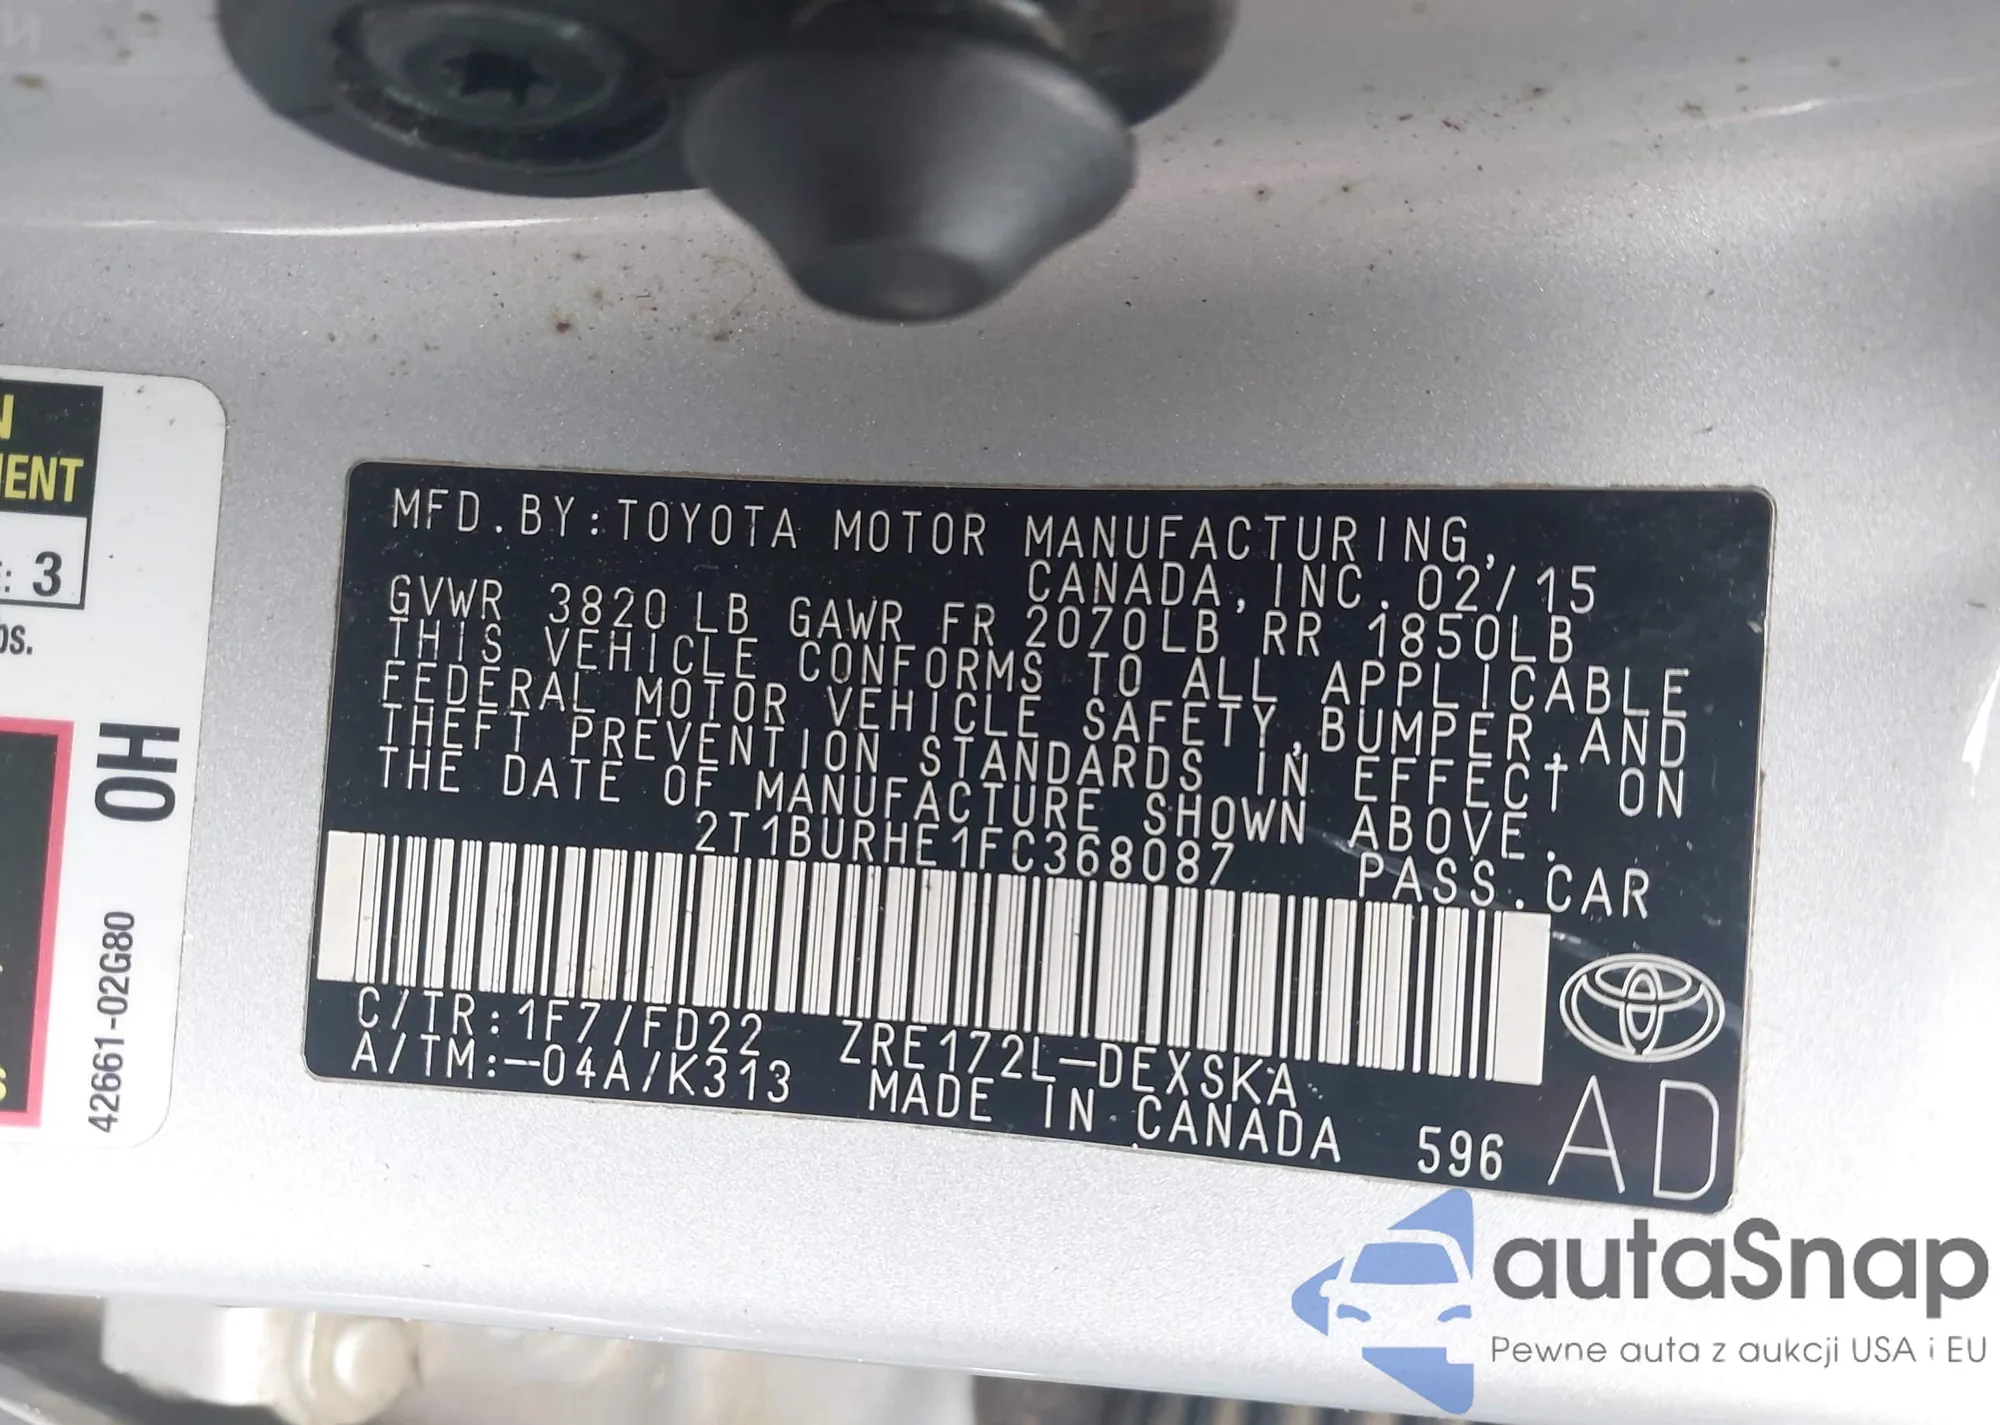 MFD.BY:TOYOTA MOTOR MANUFACTURING,
CANADA,INC. 02/15
GVWR 3820 LB GAWR FR 2070LB RR 1850LB
THIS VEHICLE CONFORMS TO ALL APPLICABLE
FEDERAL MOTOR VEHICLE SAFETY,BUMPER,AND
THEFT PREVENTION STANDARDS IN EFFECT ON
THE DATE OF MANUFACTURE SHOWN ABOVE.
2T1BURHE1FC368087 PASS.CAR
C/TR:1F7/FD22 ZRE172L-DEXSKA
A/TM:-04A/K313 MADE IN CANADA 596 AD
3
0H
42661-02G80
autaSnap
Pewne auta z aukcji USA i EU